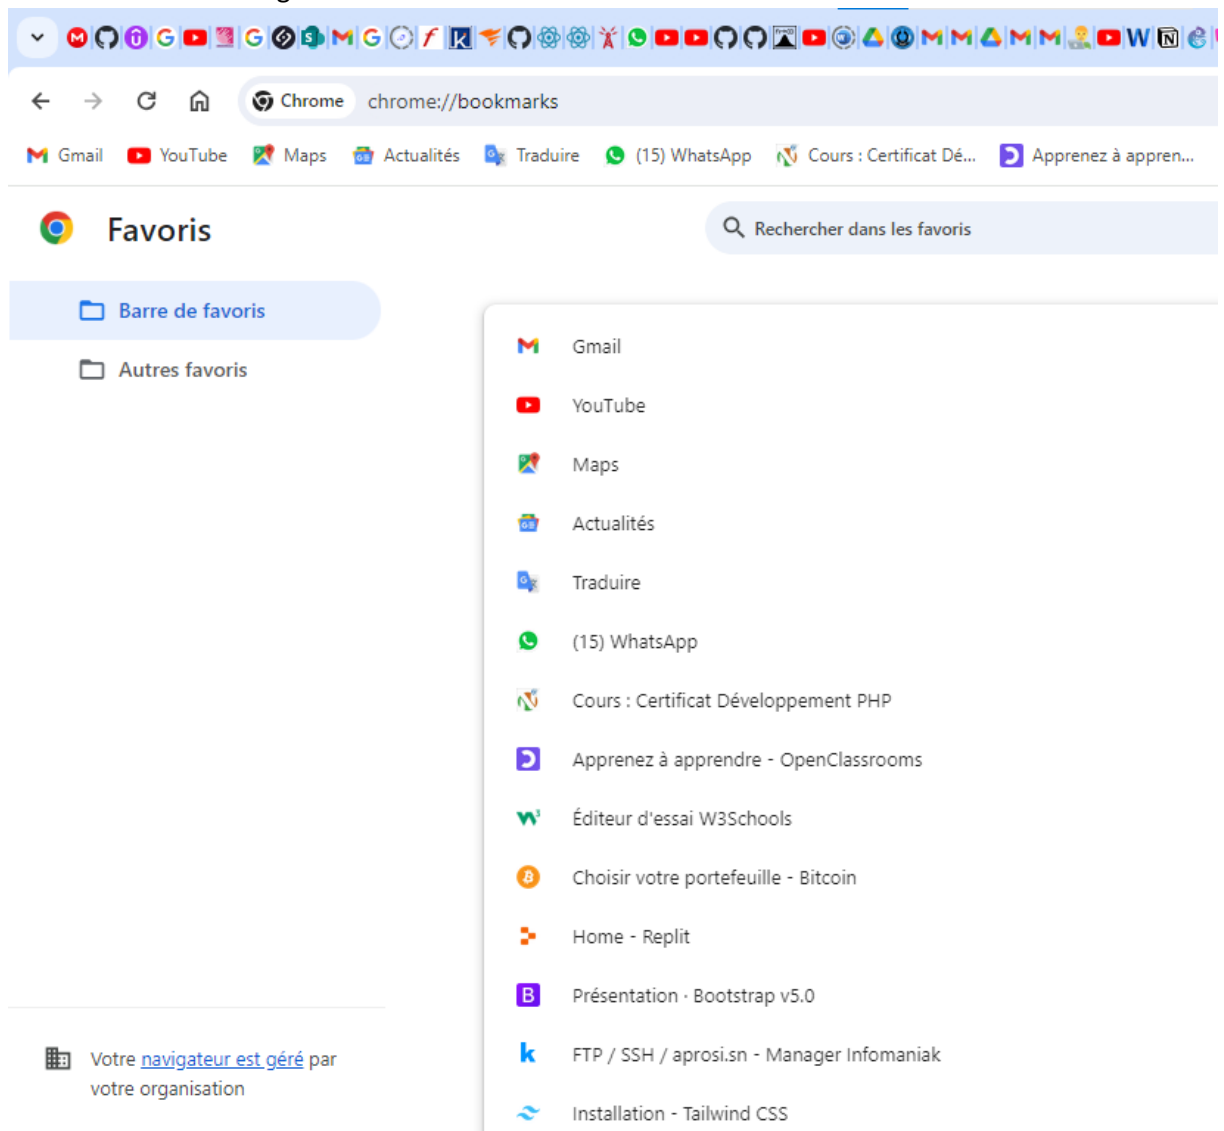 Chrome chrome://bookmarks
Gmail YouTube Maps Actualités Traduire (15) WhatsApp Cours : Certificat Dé... Apprenez à appren...
Favoris
Rechercher dans les favoris
Barre de favoris
Autres favoris
Gmail
YouTube
Maps
Actualités
Traduire
(15) WhatsApp
Cours : Certificat Développement PHP
Apprenez à apprendre - OpenClassrooms
Éditeur d'essai W3Schools
Choisir votre portefeuille - Bitcoin
Home - Replit
Présentation · Bootstrap v5.0
FTP / SSH / aprosi.sn - Manager Infomaniak
Installation - Tailwind CSS
Votre navigateur est géré par
votre organisation